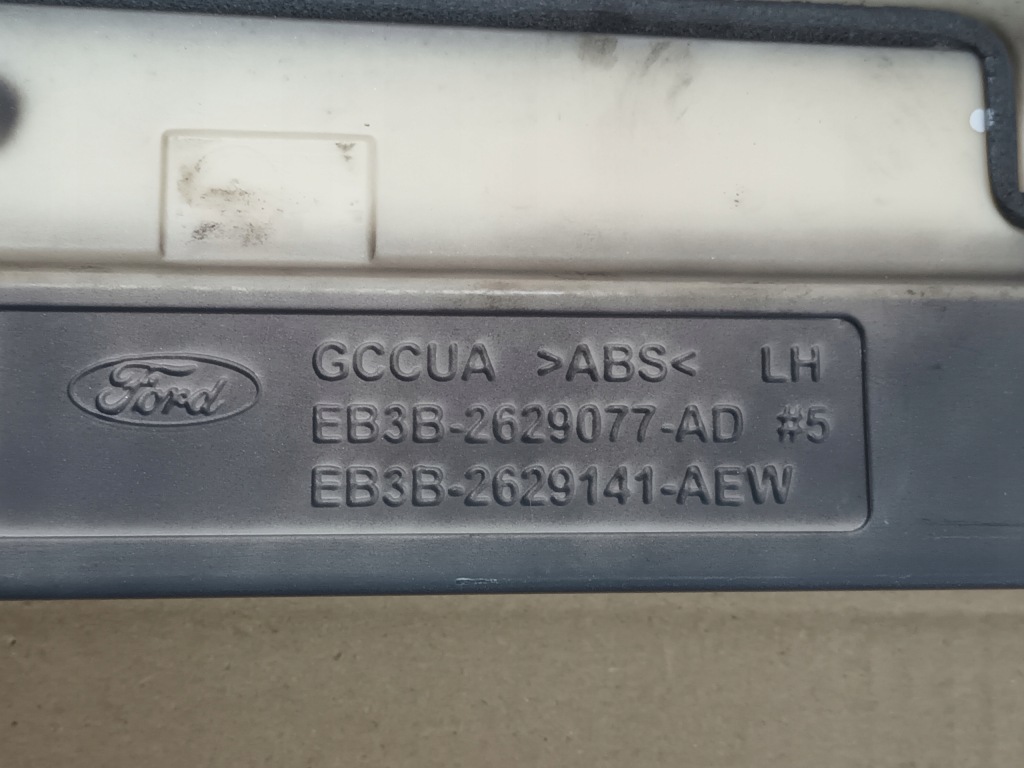 Ford
GCCUA >ABS< LH
EB3B-2629077-AD #5
EB3B-2629141-AEW